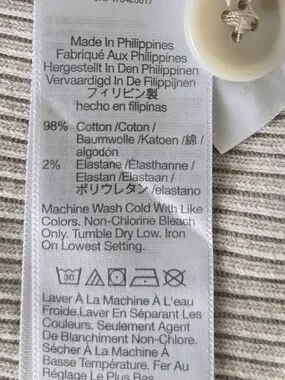 Made In Philippines
Fabriqué Aux Philippines
Hergestellt In Den Philippinen
Vervaardigd In De Filippijnen
フィリピン製
hecho en filipinas
98% Cotton /Coton /
Baumwolle /Katoen /綿 /
algodón
2% Elastane /Élasthanne /
Elastan /Elastaan /
ポリウレタン /elastano
Machine Wash Cold With Like
Colors. Non-Chlorine Bleach
Only. Tumble Dry Low. Iron
On Lowest Setting.
30
Laver À La Machine À L'eau
Froide.Laver En Séparant Les
Couleurs. Seulement Agent
De Blanchiment Non-Chlore.
Sécher À La Machine À
Basse Température. Fer Au
Réglage Le Plus Bas